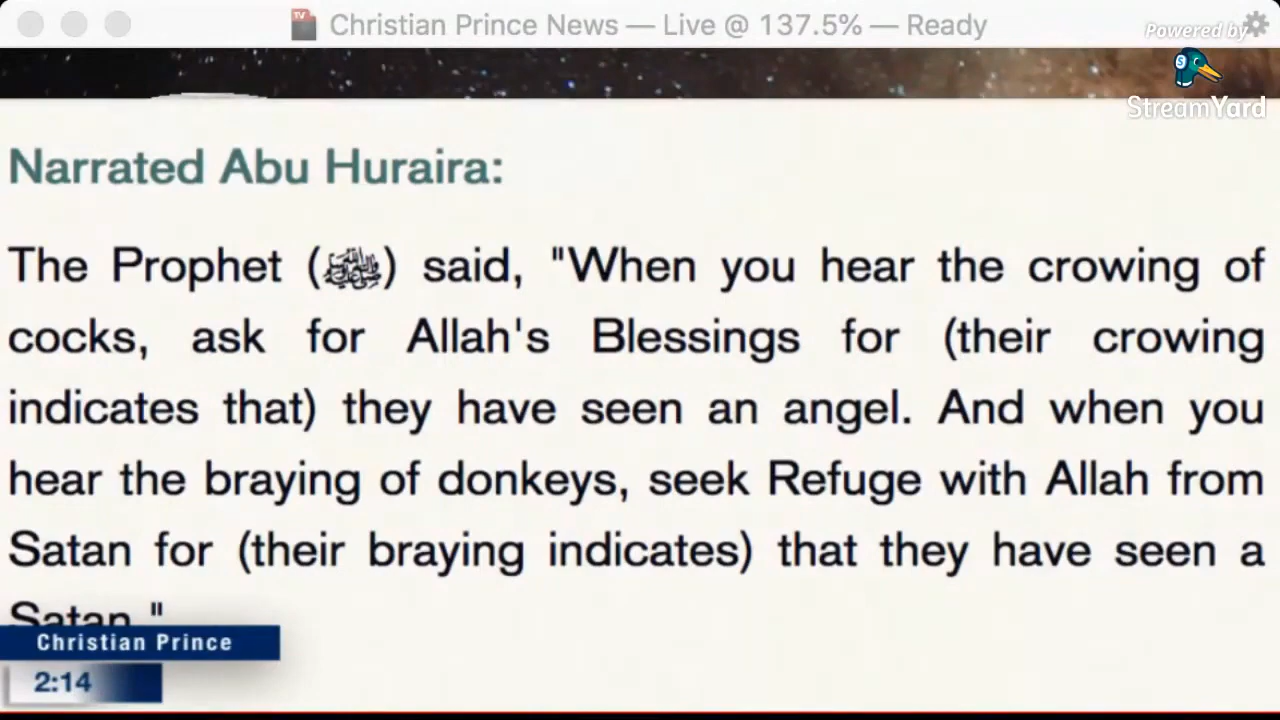 TV
Christian Prince News — Live @ 137.5% — Ready
Powered by
S
StreamYard
Narrated Abu Huraira:
The Prophet (ﷺ) said, "When you hear the crowing of
cocks, ask for Allah's Blessings for (their crowing
indicates that) they have seen an angel. And when you
hear the braying of donkeys, seek Refuge with Allah from
Satan for (their braying indicates) that they have seen a
Satan."
Christian Prince
2:14